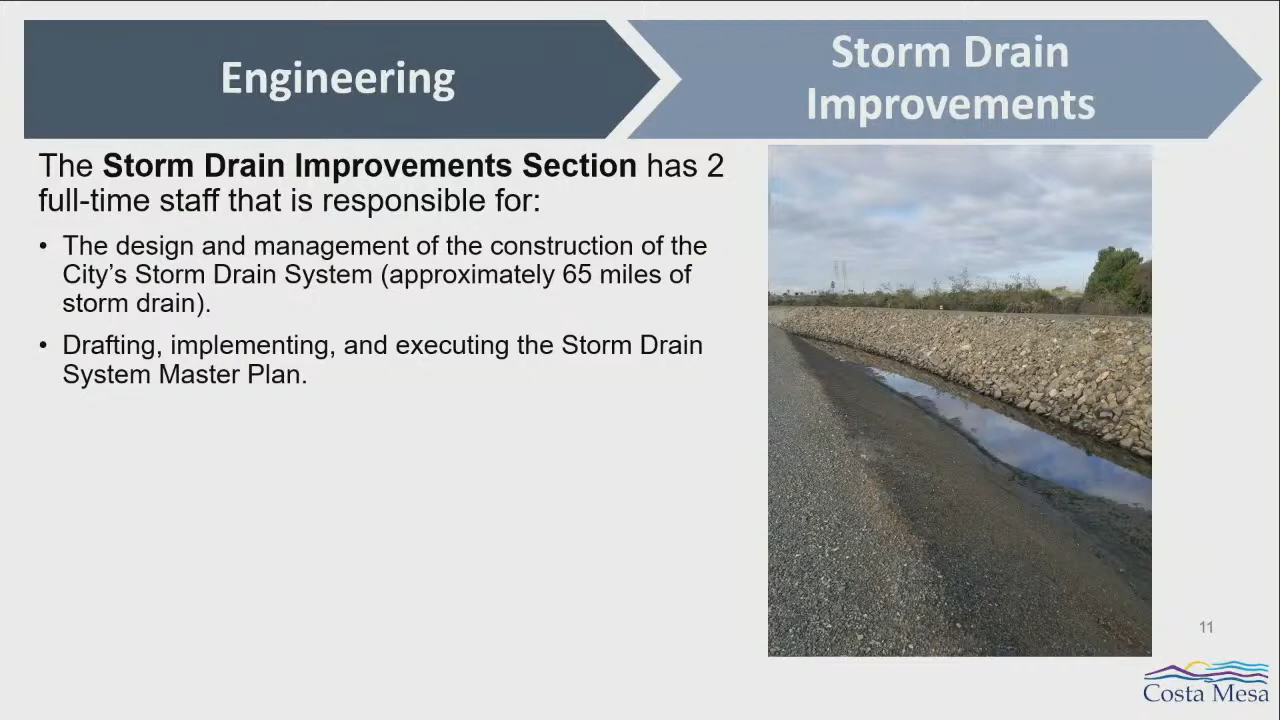 Engineering
Storm Drain
Improvements
The Storm Drain Improvements Section has 2
full-time staff that is responsible for:
• The design and management of the construction of the
City’s Storm Drain System (approximately 65 miles of
storm drain).
• Drafting, implementing, and executing the Storm Drain
System Master Plan.
11
Costa Mesa